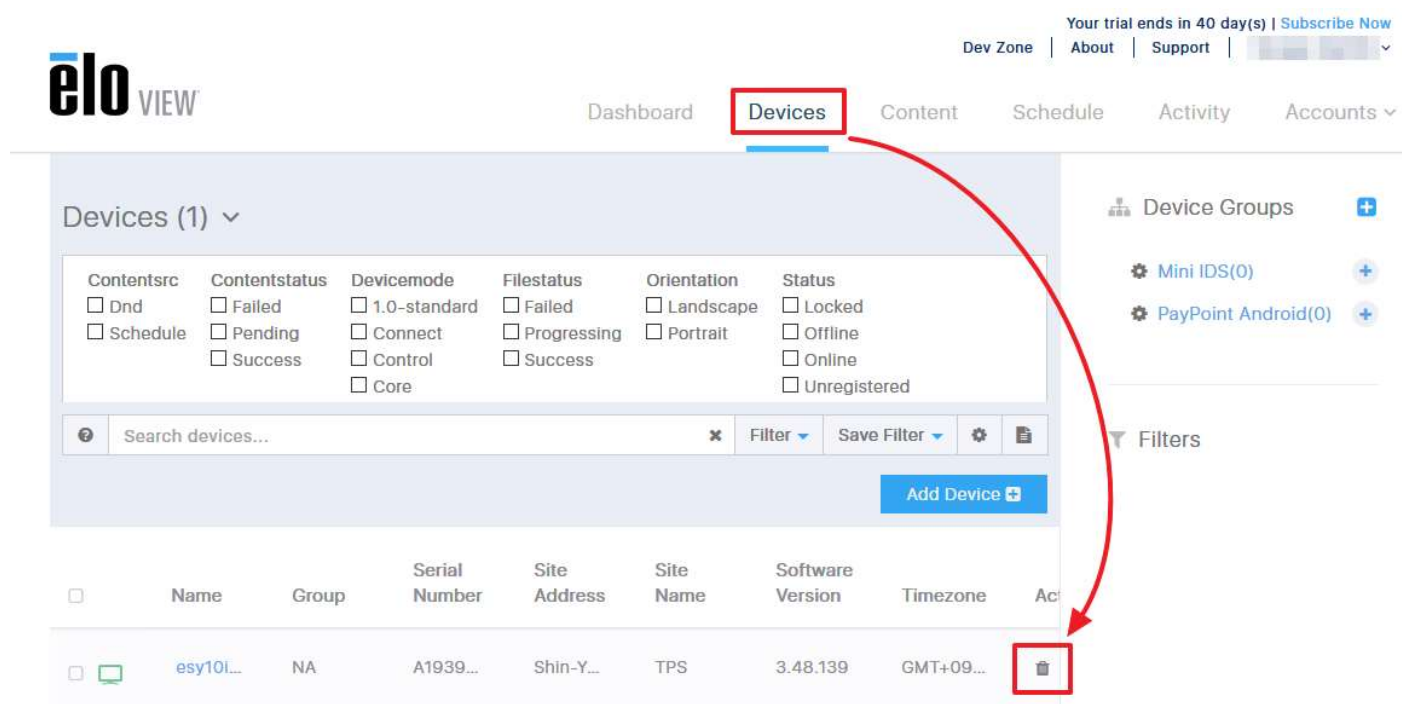 Your trial ends in 40 day(s) | Subscribe Now
Dev Zone | About | Support |
ēlo VIEW
Dashboard Devices Content Schedule Activity Accounts
Devices (1)
Contentsrc Contentstatus Devicemode Filestatus Orientation Status
Dnd Failed 1.0-standard Failed Landscape Locked
Schedule Pending Connect Progressing Portrait Offline
Success Control Success Online
Core Unregistered
Search devices... Filter Save Filter
Add Device
Device Groups
Mini IDS(0)
PayPoint Android(0)
Filters
Name Group Serial Number Site Address Site Name Software Version Timezone Act
esy10i... NA A1939... Shin-Y... TPS 3.48.139 GMT+09...